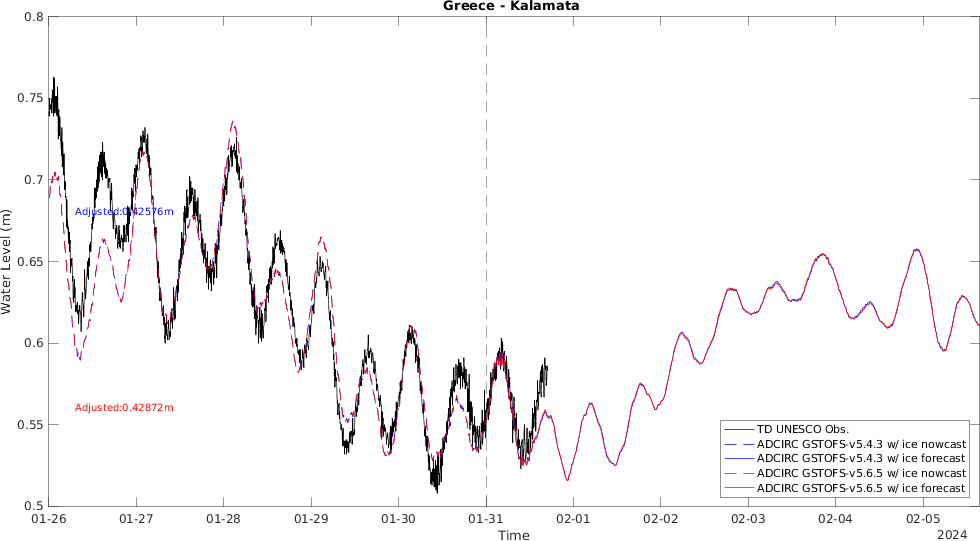 Greece - Kalamata
0.8
0.75
0.7
0.65
0.6
0.55
0.5
Water Level (m)
Adjusted:0.42576m
Adjusted:0.42872m
TD UNESCO Obs.
ADCIRC GSTOFS-v5.4.3 w/ ice nowcast
ADCIRC GSTOFS-v5.4.3 w/ ice forecast
ADCIRC GSTOFS-v5.6.5 w/ ice nowcast
ADCIRC GSTOFS-v5.6.5 w/ ice forecast
01-26 01-27 01-28 01-29 01-30 01-31 02-01 02-02 02-03 02-04 02-05
Time
2024